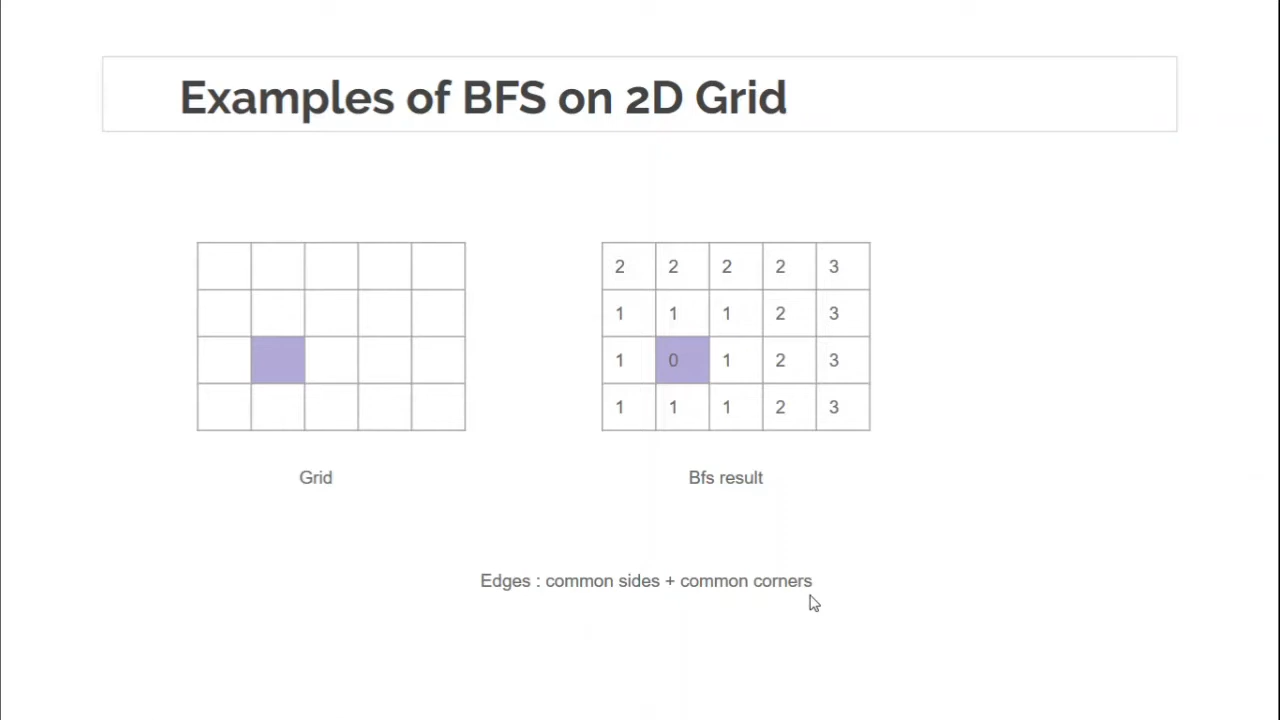 Examples of BFS on 2D Grid
2 2 2 2 3
1 1 1 2 3
1 0 1 2 3
1 1 1 2 3
Grid
Bfs result
Edges : common sides + common corners